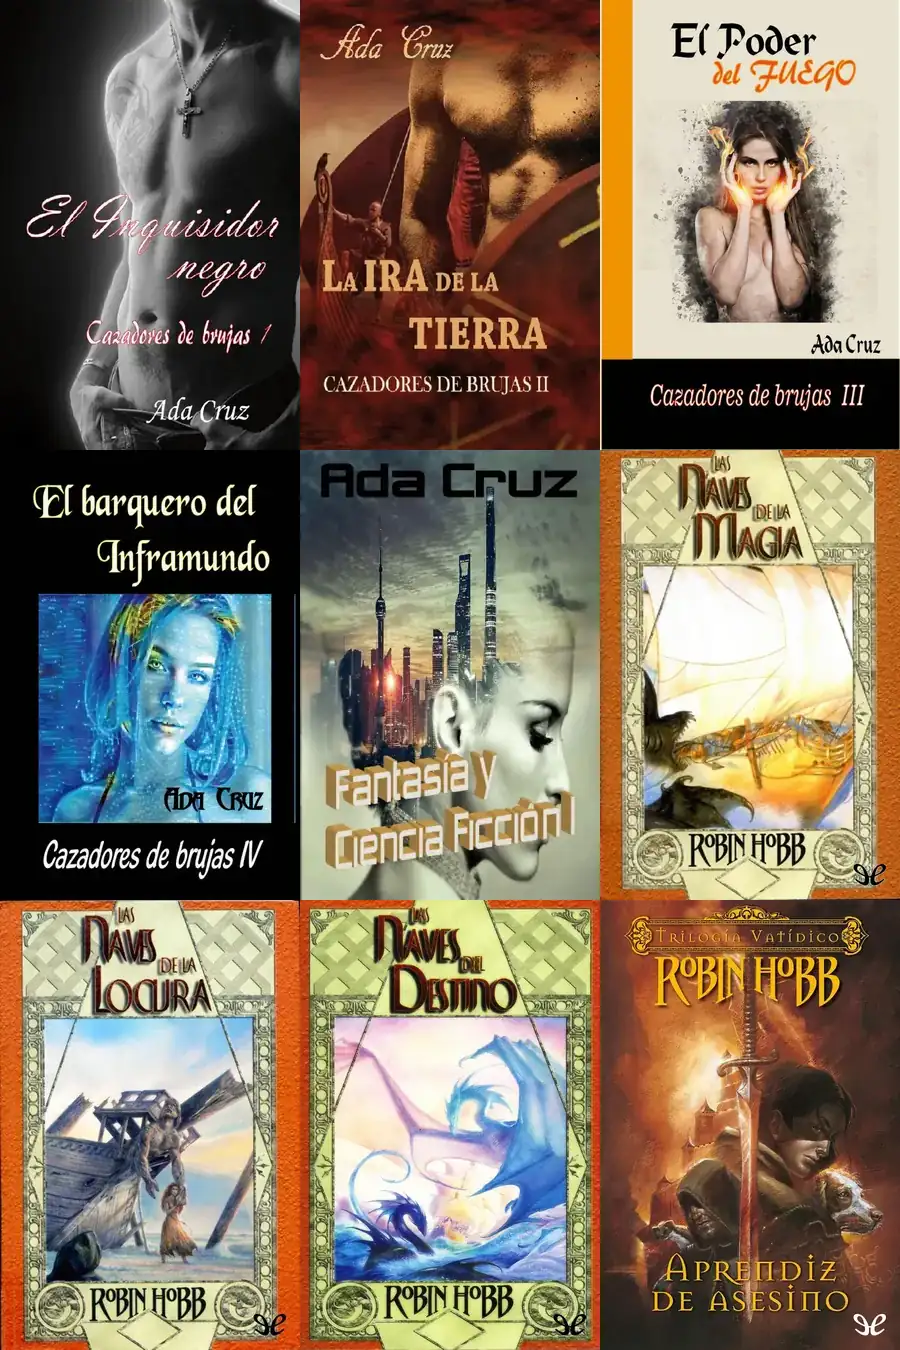 El Inquisidor
negro
Cazadores de brujas 1
Ada Cruz
Ada Cruz
LA IRA DE LA
TIERRA
CAZADORES DE BRUJAS II
El Poder
del FUEGO
Ada Cruz
Cazadores de brujas III
El barquero del
Inframundo
Ada Cruz
Cazadores de brujas IV
Ada Cruz
Fantasía y
Ciencia Ficción I
LAS
NAVES
DE LA
MAGIA
ROBIN HOBB
LAS
NAVES
DE LA
LOCURA
ROBIN HOBB
LAS
NAVES
DEL
DESTINO
ROBIN HOBB
TRILOGÍA VATÍDICO
ROBIN HOBB
APRENDIZ
DE ASESINO